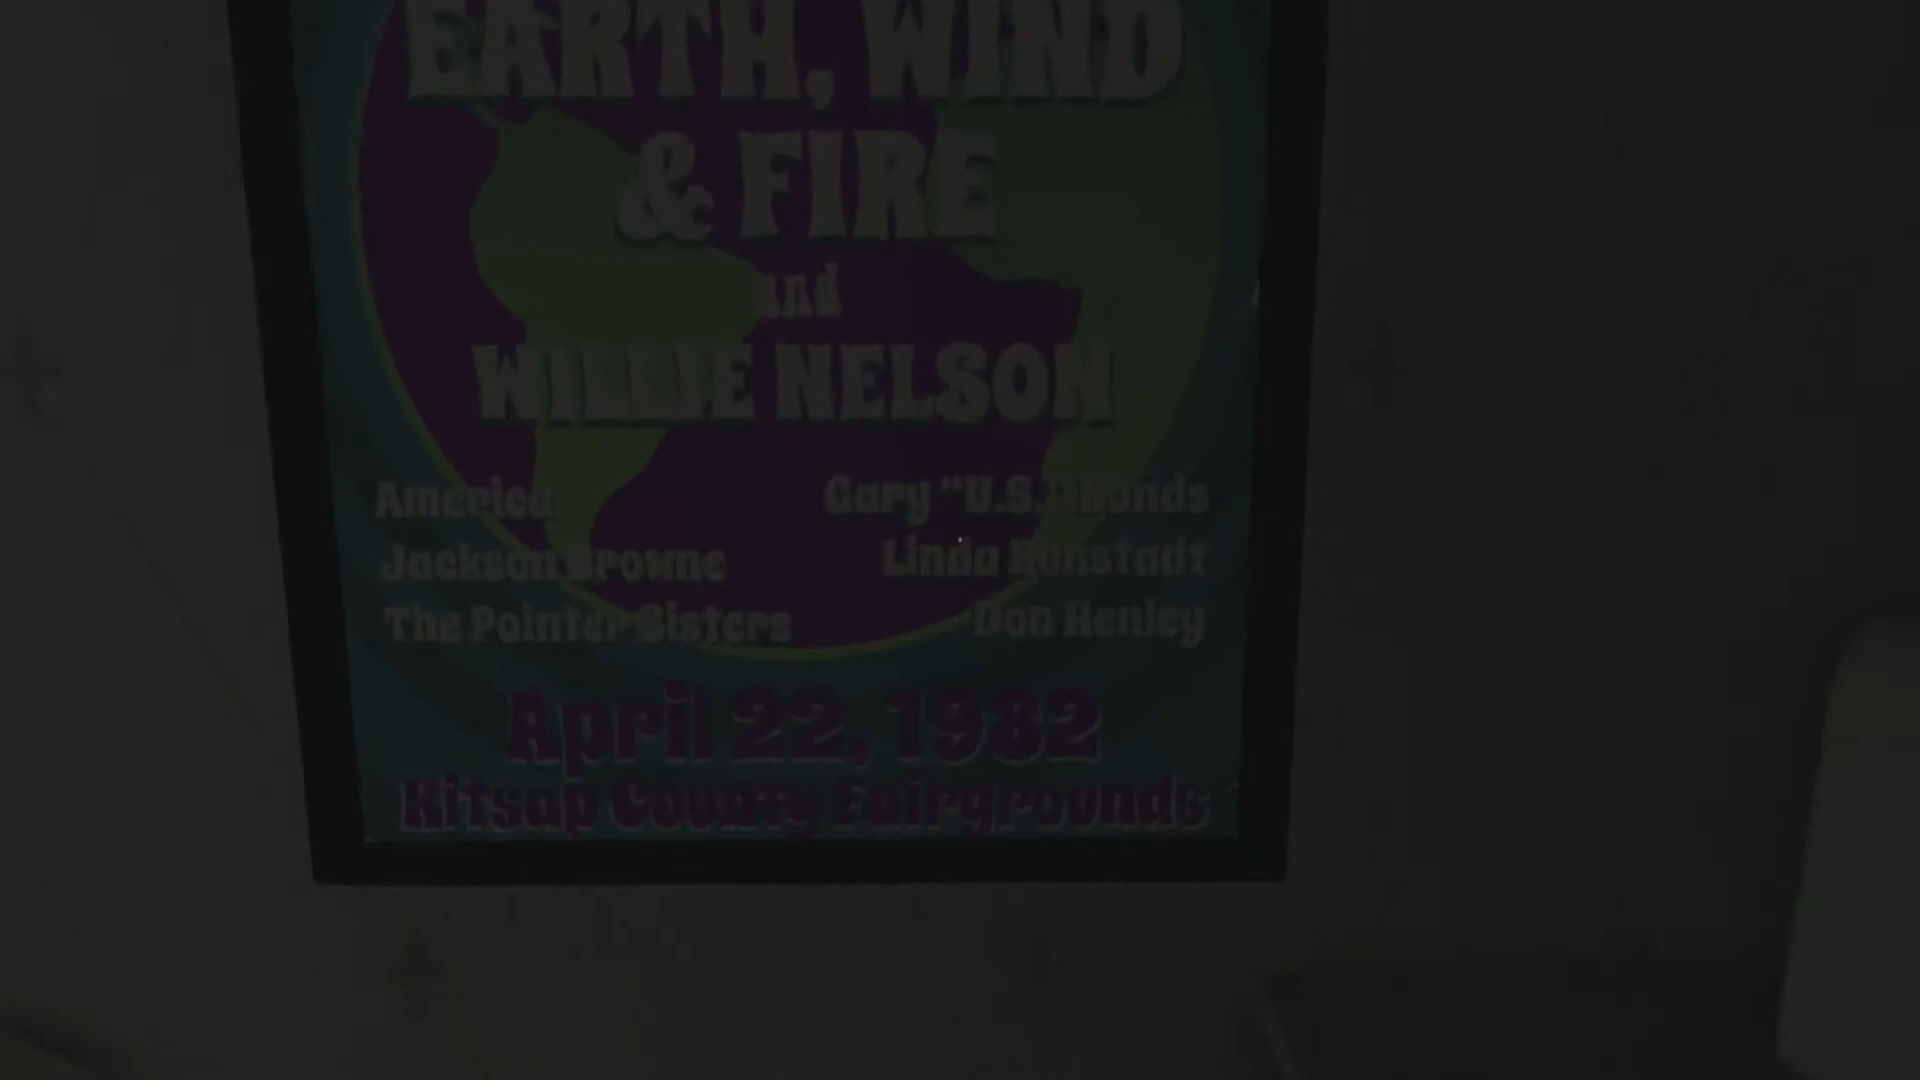 EARTH, WIND
& FIRE
and
WILLIE NELSON
America
Gary "U.S." Bonds
Jackson Browne
Linda Ronstadt
The Pointer Sisters
Don Henley
April 22, 1982
Kitsap County Fairgrounds